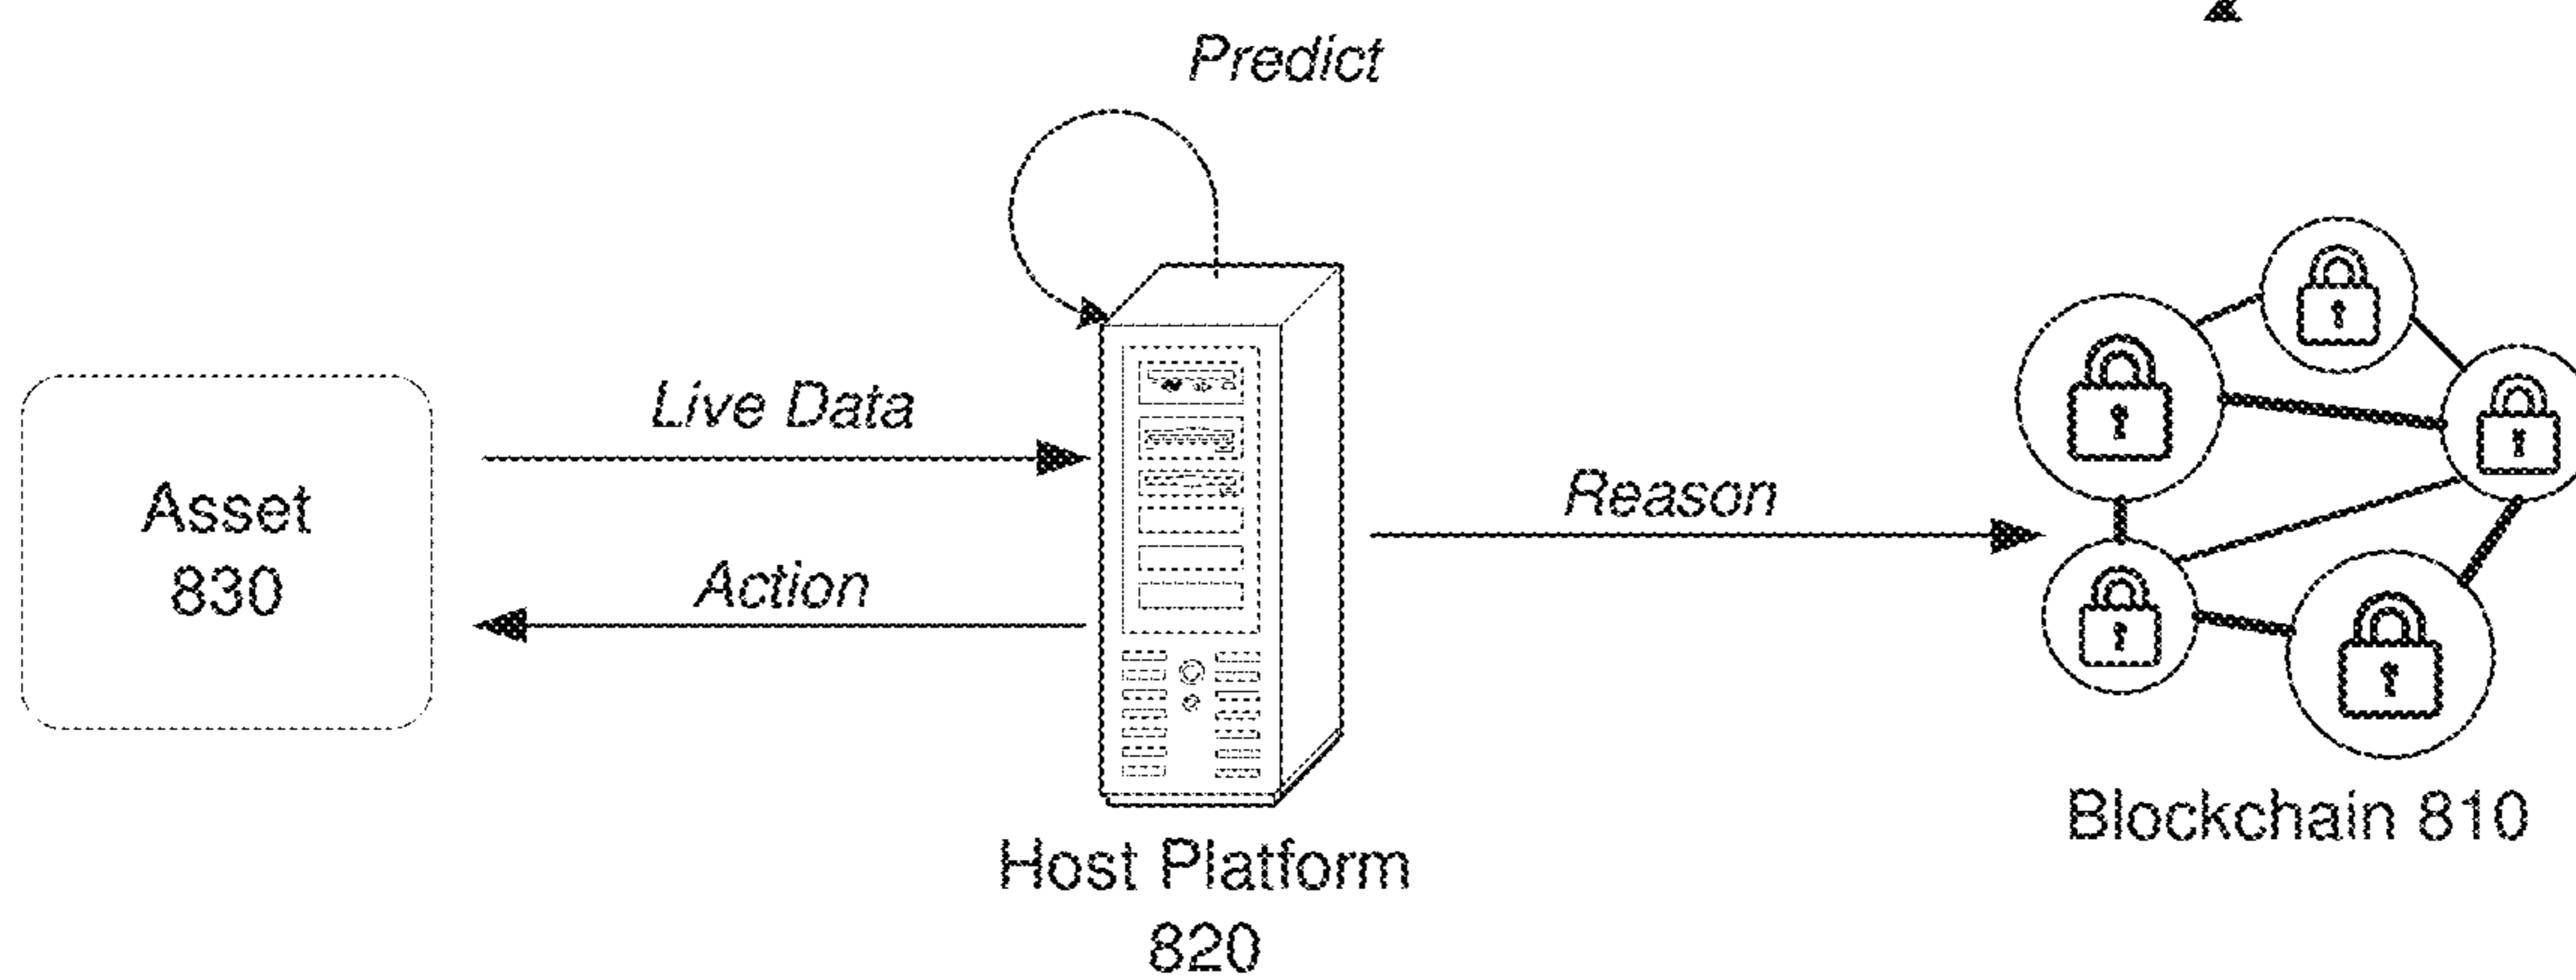 Predict
Live Data
Asset
830
Action
Reason
Blockchain 810
Host Platform
820